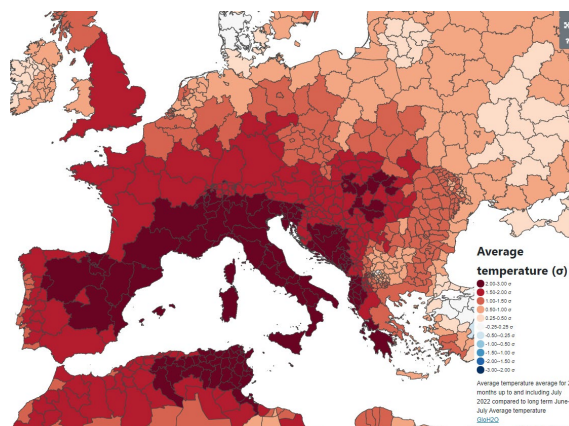 Average
temperature (σ)
2.00-3.00 σ
1.50-2.00 σ
1.00-1.50 σ
0.50-1.00 σ
0.25-0.50 σ
-0.25-0.25 σ
-0.50--0.25 σ
-1.00--0.50 σ
-1.50--1.00 σ
-2.00--1.50 σ
-3.00--2.00 σ
Average temperature average for 2
months up to and including July
2022 compared to long term June-
July Average temperature
GloH2O